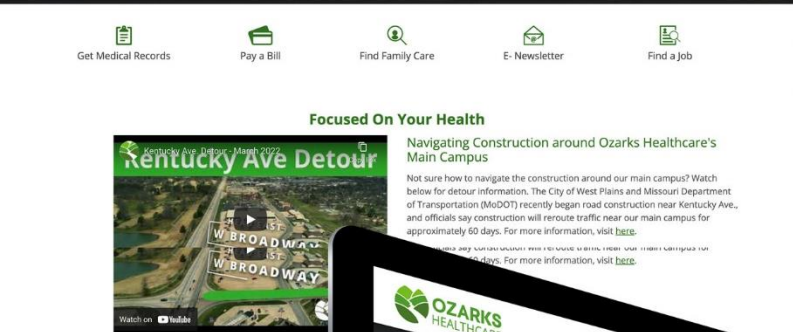 Get Medical Records
Pay a Bill
Find Family Care
E- Newsletter
Find a Job
Focused On Your Health
Kentucky Ave. Detour - March 2022
Kentucky Ave Detour
W BROADWAY
W BROADWAY
Watch on YouTube
Navigating Construction around Ozarks Healthcare's
Main Campus
Not sure how to navigate the construction around our main campus? Watch
below for detour information. The City of West Plains and Missouri Department
of Transportation (MoDOT) recently began road construction near Kentucky Ave.,
and officials say construction will reroute traffic near our main campus for
approximately 60 days. For more information, visit here.
say construction will reroute traffic near our main campus for
60 days. For more information, visit here.
OZARKS
HEALTHCARE